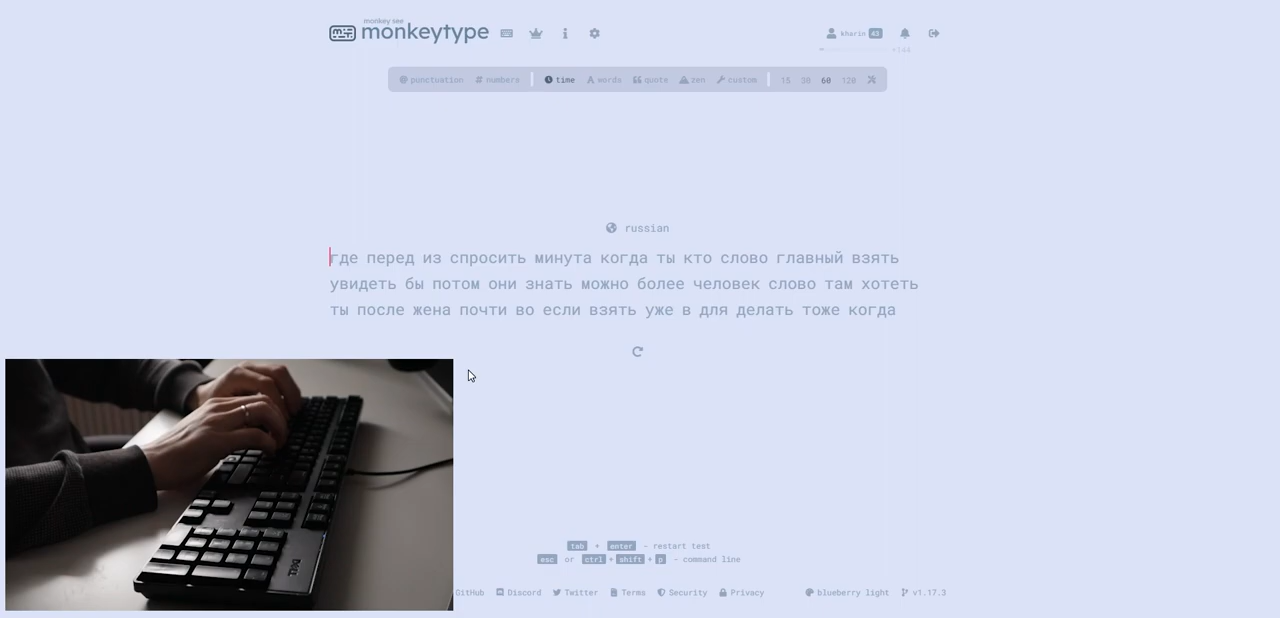 monkey see
monkeytype
kharin 43
+144
punctuation # numbers time words quote zen custom 15 30 60 120
russian
где перед из спросить минута когда ты кто слово главный взять
увидеть бы потом они знать можно более человек слово там хотеть
ты после жена почти во если взять уже в для делать тоже когда
DELL
tab + enter - restart test
esc or ctrl + shift + p - command line
GitHub Discord Twitter Terms Security Privacy blueberry light v1.17.3